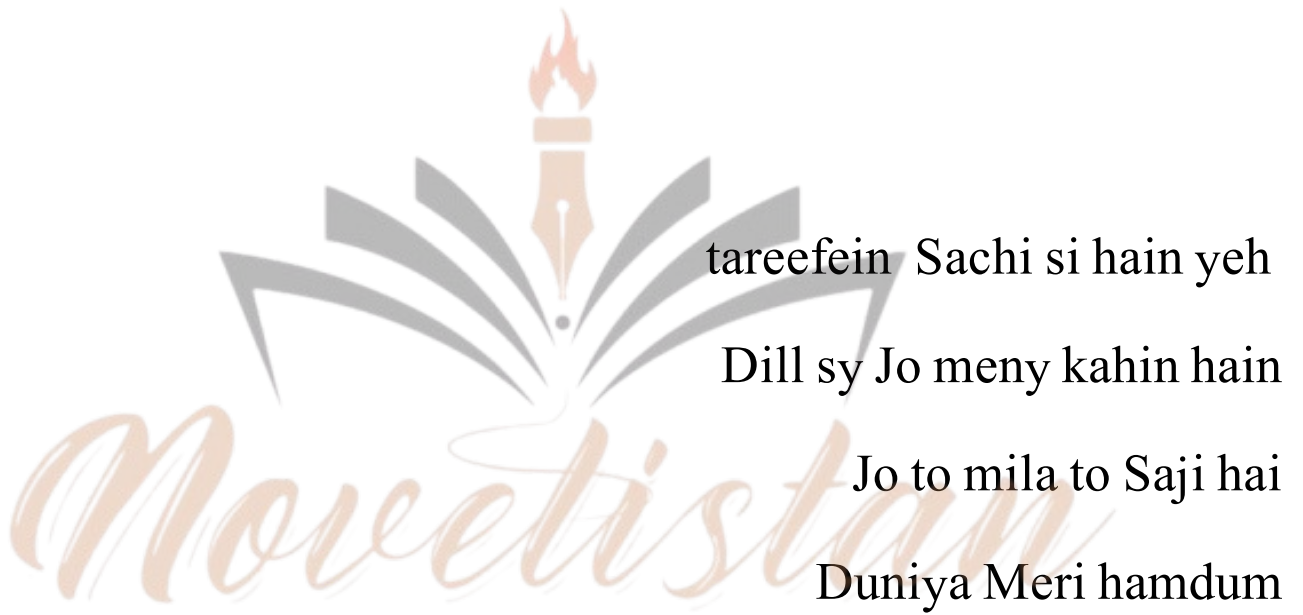 tareefein Sachi si hain yeh
Dill sy Jo meny kahin hain
Jo to mila to Saji hai
Duniya Meri hamdum
Novelistan